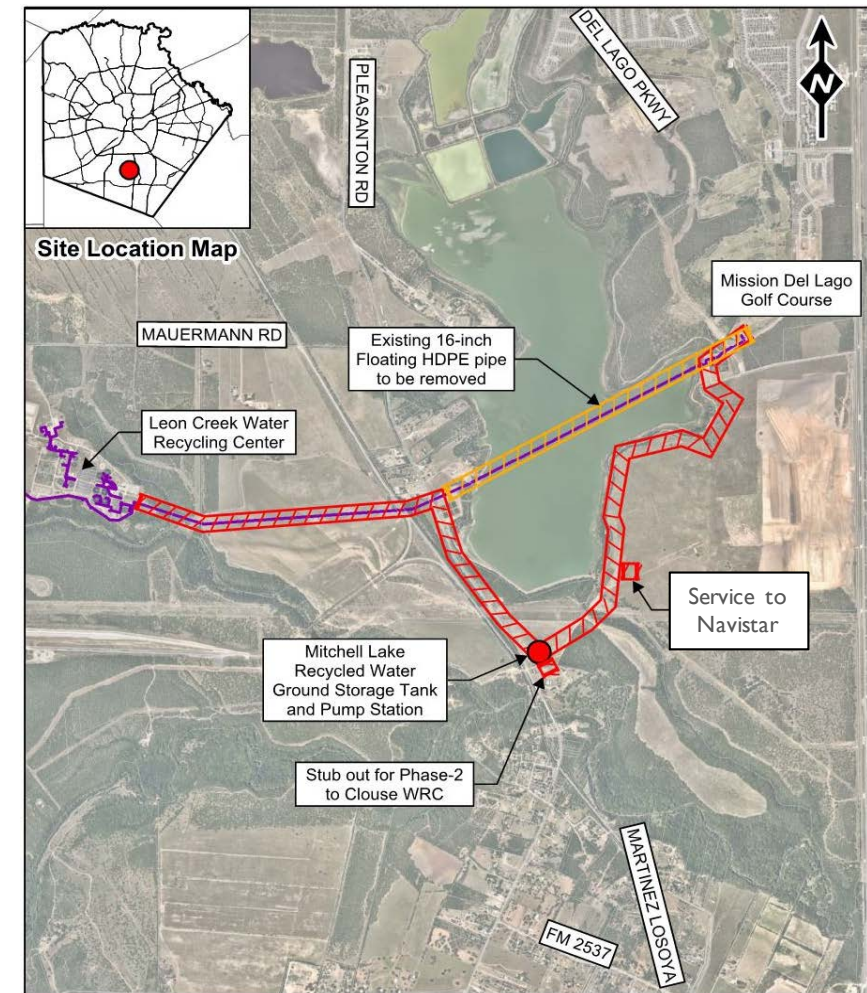 DEL LAGO PKWY
PLEASANTON RD
N
Site Location Map
Mission Del Lago
Golf Course
MAUERMANN RD
Existing 16-inch
Floating HDPE pipe
to be removed
Leon Creek Water
Recycling Center
Service to
Navistar
Mitchell Lake
Recycled Water
Ground Storage Tank
and Pump Station
Stub out for Phase-2
to Clouse WRC
MARTINEZ LOSOYA
FM 2537